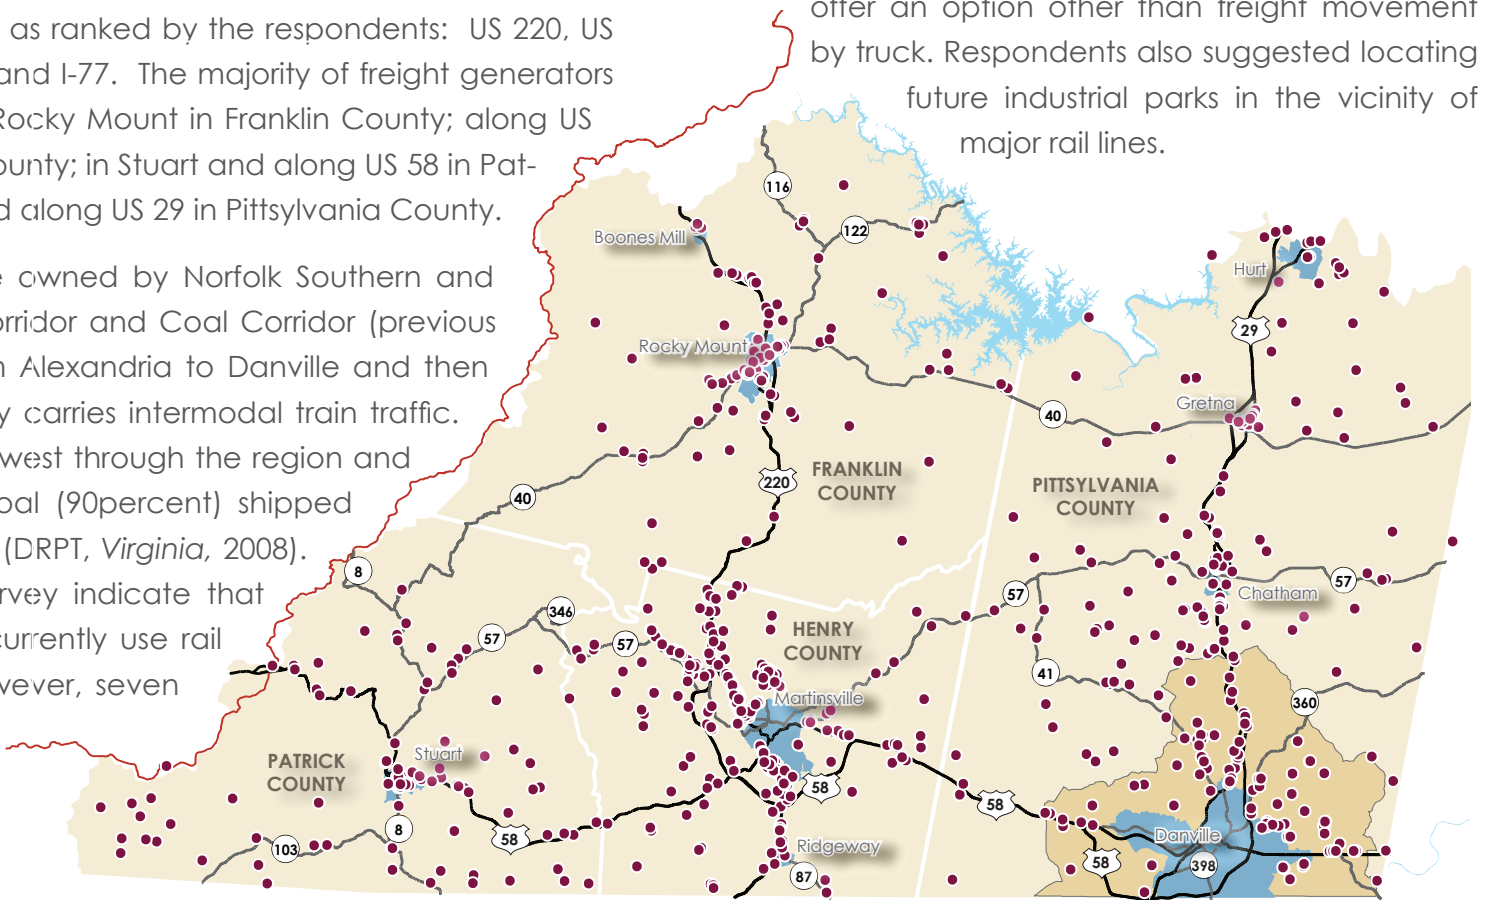 as ranked by the respondents: US 220, US
and I-77. The majority of freight generators
Rocky Mount in Franklin County; along US
ounty; in Stuart and along US 58 in Pat-
d along US 29 in Pittsylvania County.
e owned by Norfolk Southern and
orridor and Coal Corridor (previous
n Alexandria to Danville and then
y carries intermodal train traffic.
west through the region and
oal (90percent) shipped
(DRPT, Virginia, 2008).
rvey indicate that
currently use rail
wever, seven
offer an option other than freight movement
by truck. Respondents also suggested locating
future industrial parks in the vicinity of
major rail lines.
116
122
Boones Mill
Hurt
29
Rocky Mount
Gretna
40
FRANKLIN
COUNTY
220
PITTSYLVANIA
COUNTY
40
8
57
57
Chatham
346
57
57
HENRY
COUNTY
41
Martinsville
360
PATRICK
COUNTY
Stuart
58
58
8
58
103
Ridgeway
87
Danville
58
398